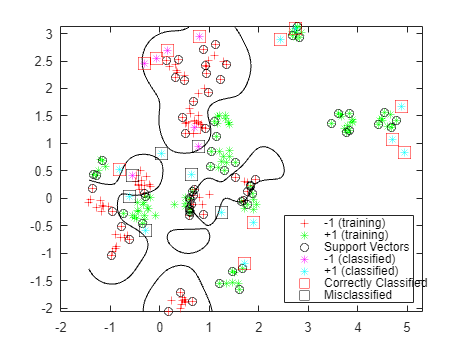 3
2.5
2
1.5
1
0.5
0
-0.5
-1
-1.5
-2
-2
-1
0
1
2
3
4
5
-1 (training)
+1 (training)
Support Vectors
-1 (classified)
+1 (classified)
Correctly Classified
Misclassified